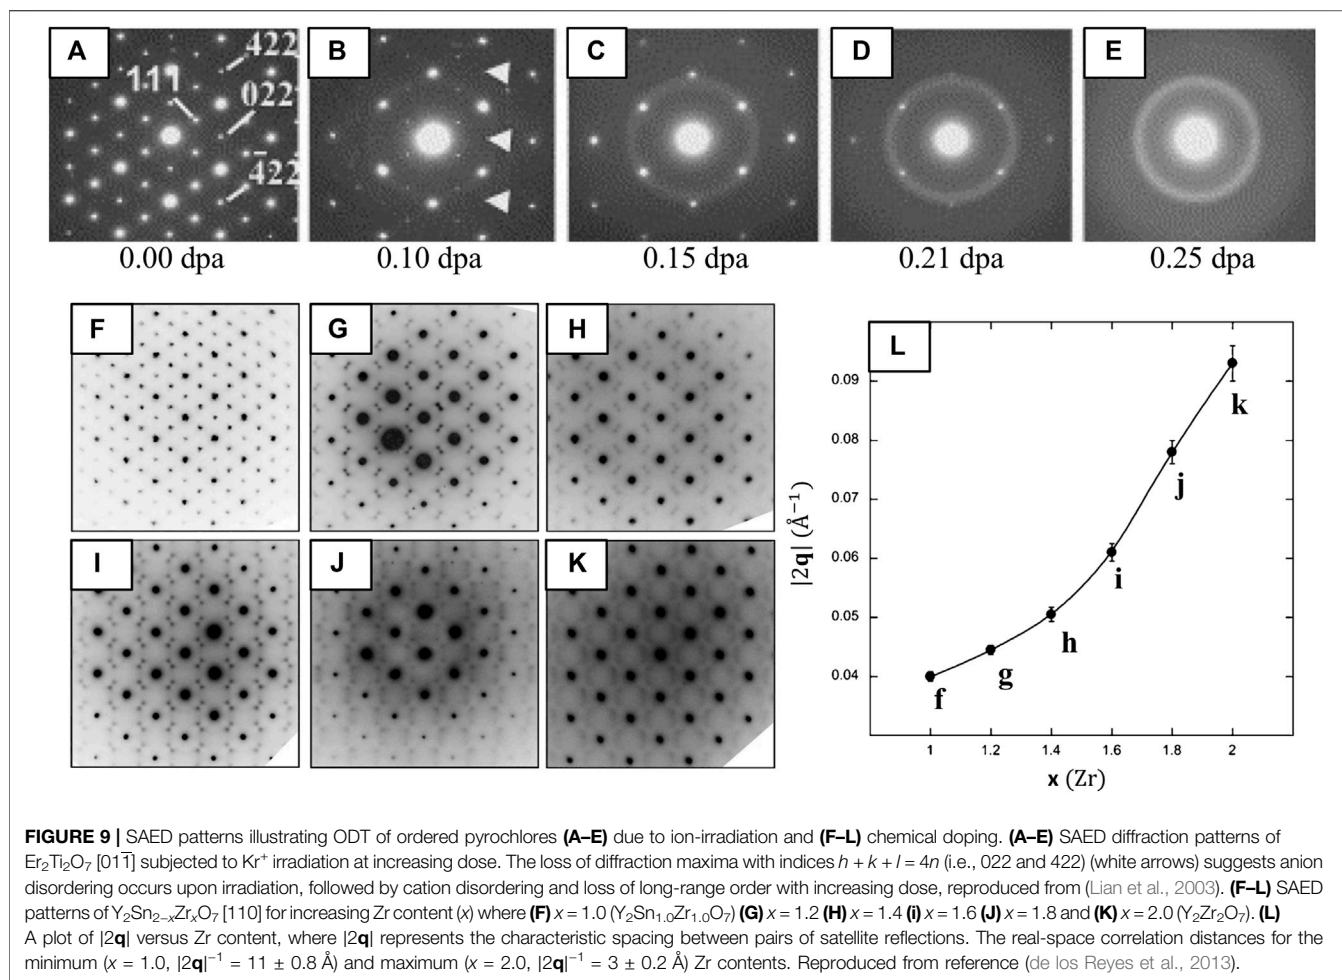 A
B
C
D
E
422
111
022
4̅22
0.00 dpa
0.10 dpa
0.15 dpa
0.21 dpa
0.25 dpa
F
G
H
I
J
K
L
0.09
0.08
0.07
0.06
0.05
0.04
|2q| (Å⁻¹)
k
j
i
h
g
f
1
1.2
1.4
1.6
1.8
2
x (Zr)
FIGURE 9 | SAED patterns illustrating ODT of ordered pyrochlores (A–E) due to ion-irradiation and (F–L) chemical doping. (A–E) SAED diffraction patterns of
Er₂Ti₂O₇ [011̅] subjected to Kr⁺ irradiation at increasing dose. The loss of diffraction maxima with indices h + k + l = 4n (i.e., 022 and 422) (white arrows) suggests anion
disordering occurs upon irradiation, followed by cation disordering and loss of long-range order with increasing dose, reproduced from (Lian et al., 2003). (F–L) SAED
patterns of Y₂Sn₂₋ₓZrₓO₇ [110] for increasing Zr content (x) where (F) x = 1.0 (Y₂Sn₁.₀Zr₁.₀O₇) (G) x = 1.2 (H) x = 1.4 (i) x = 1.6 (J) x = 1.8 and (K) x = 2.0 (Y₂Zr₂O₇). (L)
A plot of |2q| versus Zr content, where |2q| represents the characteristic spacing between pairs of satellite reflections. The real-space correlation distances for the
minimum (x = 1.0, |2q|⁻¹ = 11 ± 0.8 Å) and maximum (x = 2.0, |2q|⁻¹ = 3 ± 0.2 Å) Zr contents. Reproduced from reference (de los Reyes et al., 2013).